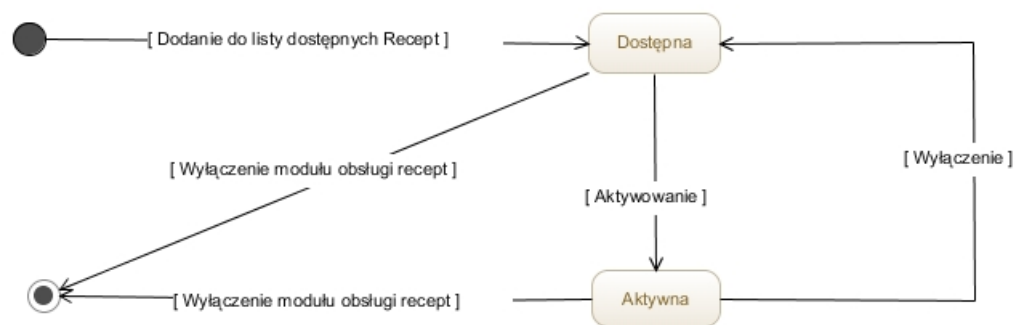 [ Dodanie do listy dostępnych Recept ]
Dostępna
[ Wyłączenie modułu obsługi recept ]
[ Wyłączenie ]
[ Aktywowanie ]
[ Wyłączenie modułu obsługi recept ]
Aktywna